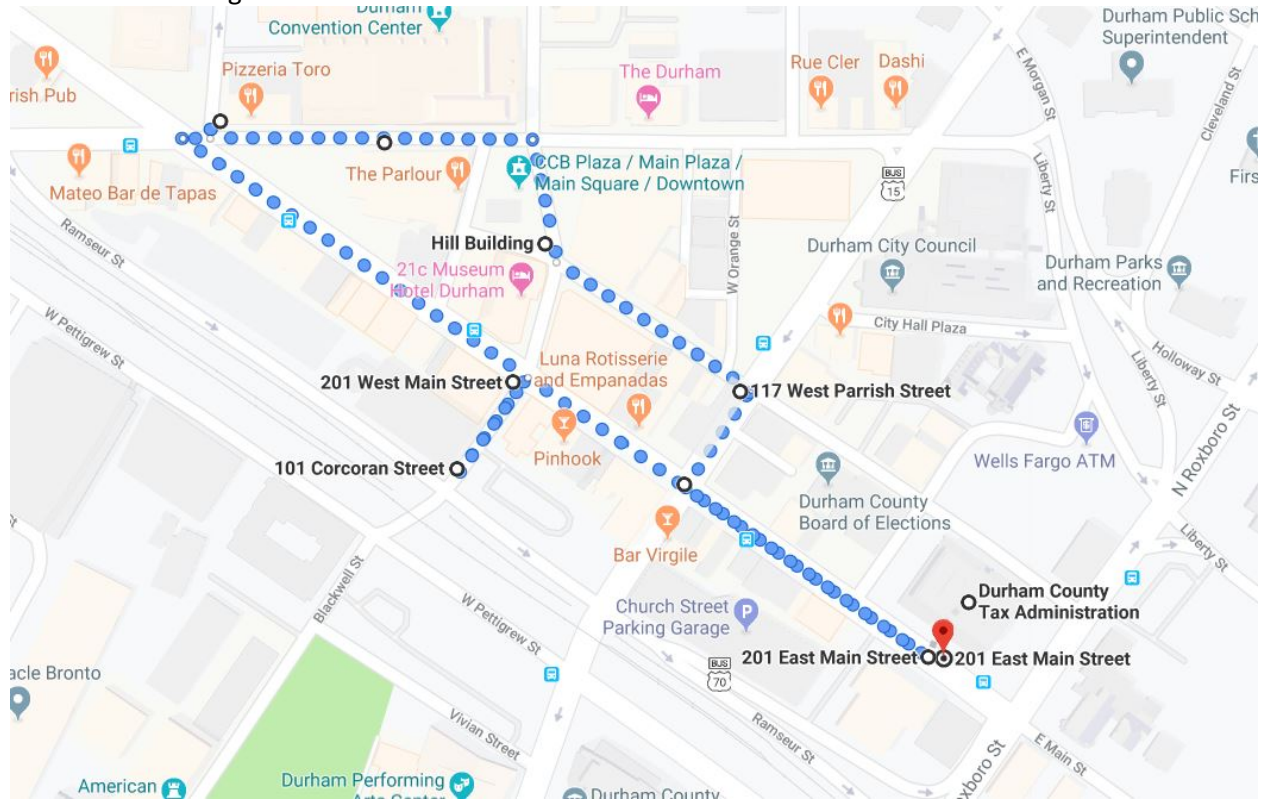 Durham
Convention Center
Durham Public Sch
Superintendent
Pizzeria Toro
rish Pub
The Durham
Rue Cler
Dashi
E Morgan St
Cleveland St
Mateo Bar de Tapas
The Parlour
CCB Plaza / Main Plaza /
Main Square / Downtown
BUS
15
Liberty St
Firs
Ramseur St
Hill Building
W Orange St
Durham City Council
Durham Parks
and Recreation
21c Museum
Hotel Durham
City Hall Plaza
Holloway St
Liberty St
W Pettigrew St
201 West Main Street
Luna Rotisserie
and Empanadas
117 West Parrish Street
N Roxboro St
101 Corcoran Street
Pinhook
Wells Fargo ATM
Durham County
Board of Elections
Bar Virgile
Liberty St
Blackwell St
W Pettigrew St
Church Street
Parking Garage
P
Durham County
Tax Administration
201 East Main Street
201 East Main Street
BUS
70
acle Bronto
Vivian Street
Ramseur St
E Main St
oxboro St
American
Durham Performing
Arts Center
Durham County